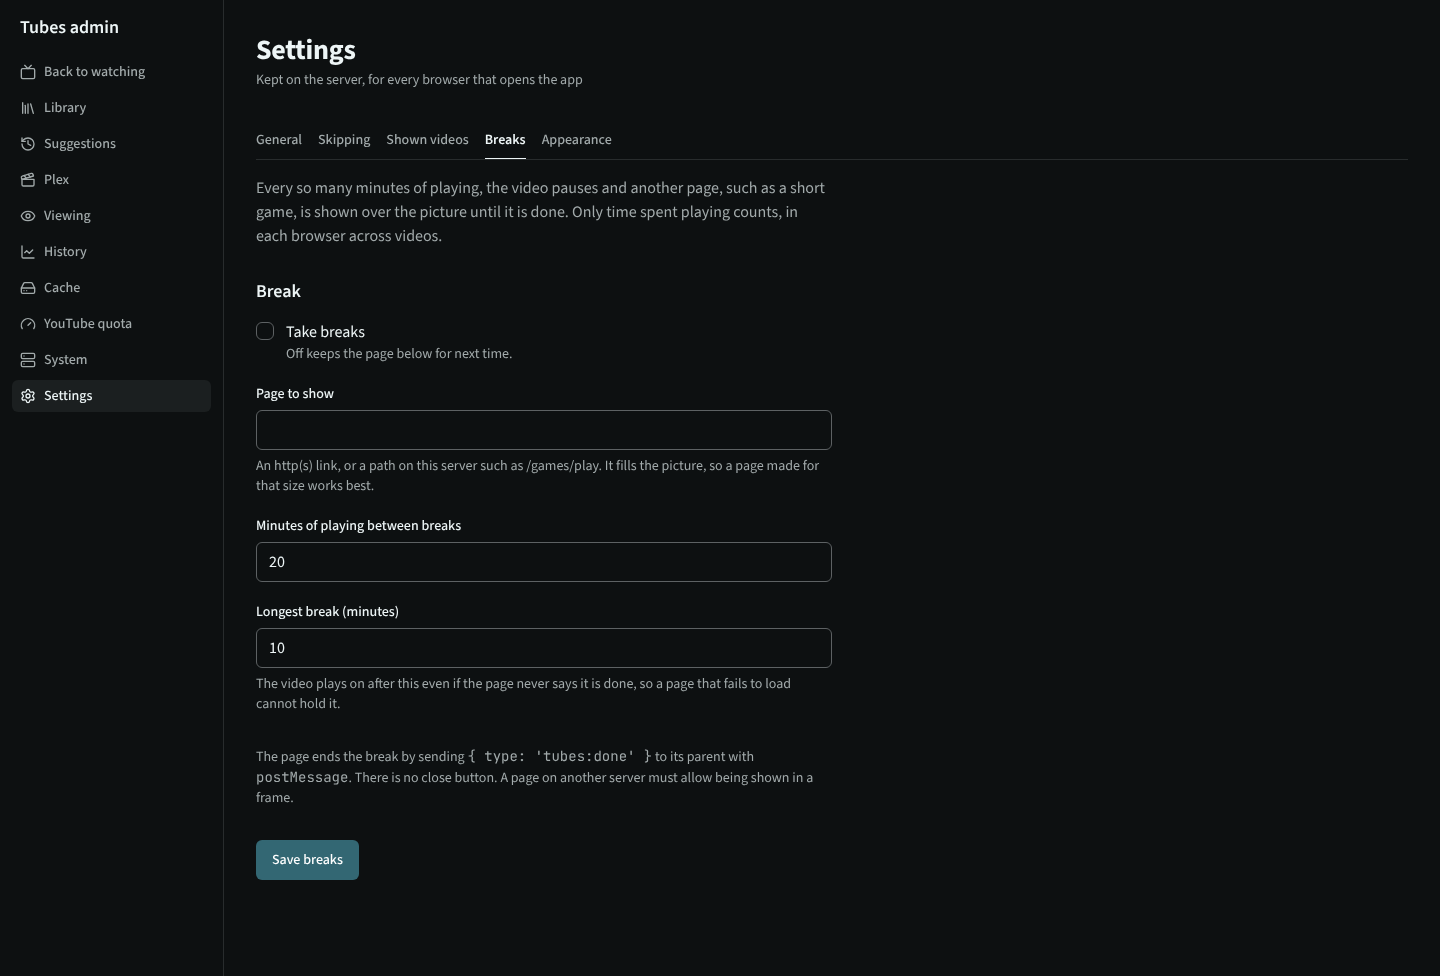 Tubes admin
Back to watching
Library
Suggestions
Plex
Viewing
History
Cache
YouTube quota
System
Settings
Settings
Kept on the server, for every browser that opens the app
General Skipping Shown videos Breaks Appearance
Every so many minutes of playing, the video pauses and another page, such as a short
game, is shown over the picture until it is done. Only time spent playing counts, in
each browser across videos.
Break
Take breaks
Off keeps the page below for next time.
Page to show
An http(s) link, or a path on this server such as /games/play. It fills the picture, so a page made for
that size works best.
Minutes of playing between breaks
20
Longest break (minutes)
10
The video plays on after this even if the page never says it is done, so a page that fails to load
cannot hold it.
The page ends the break by sending { type: 'tubes:done' } to its parent with
postMessage. There is no close button. A page on another server must allow being shown in a
frame.
Save breaks